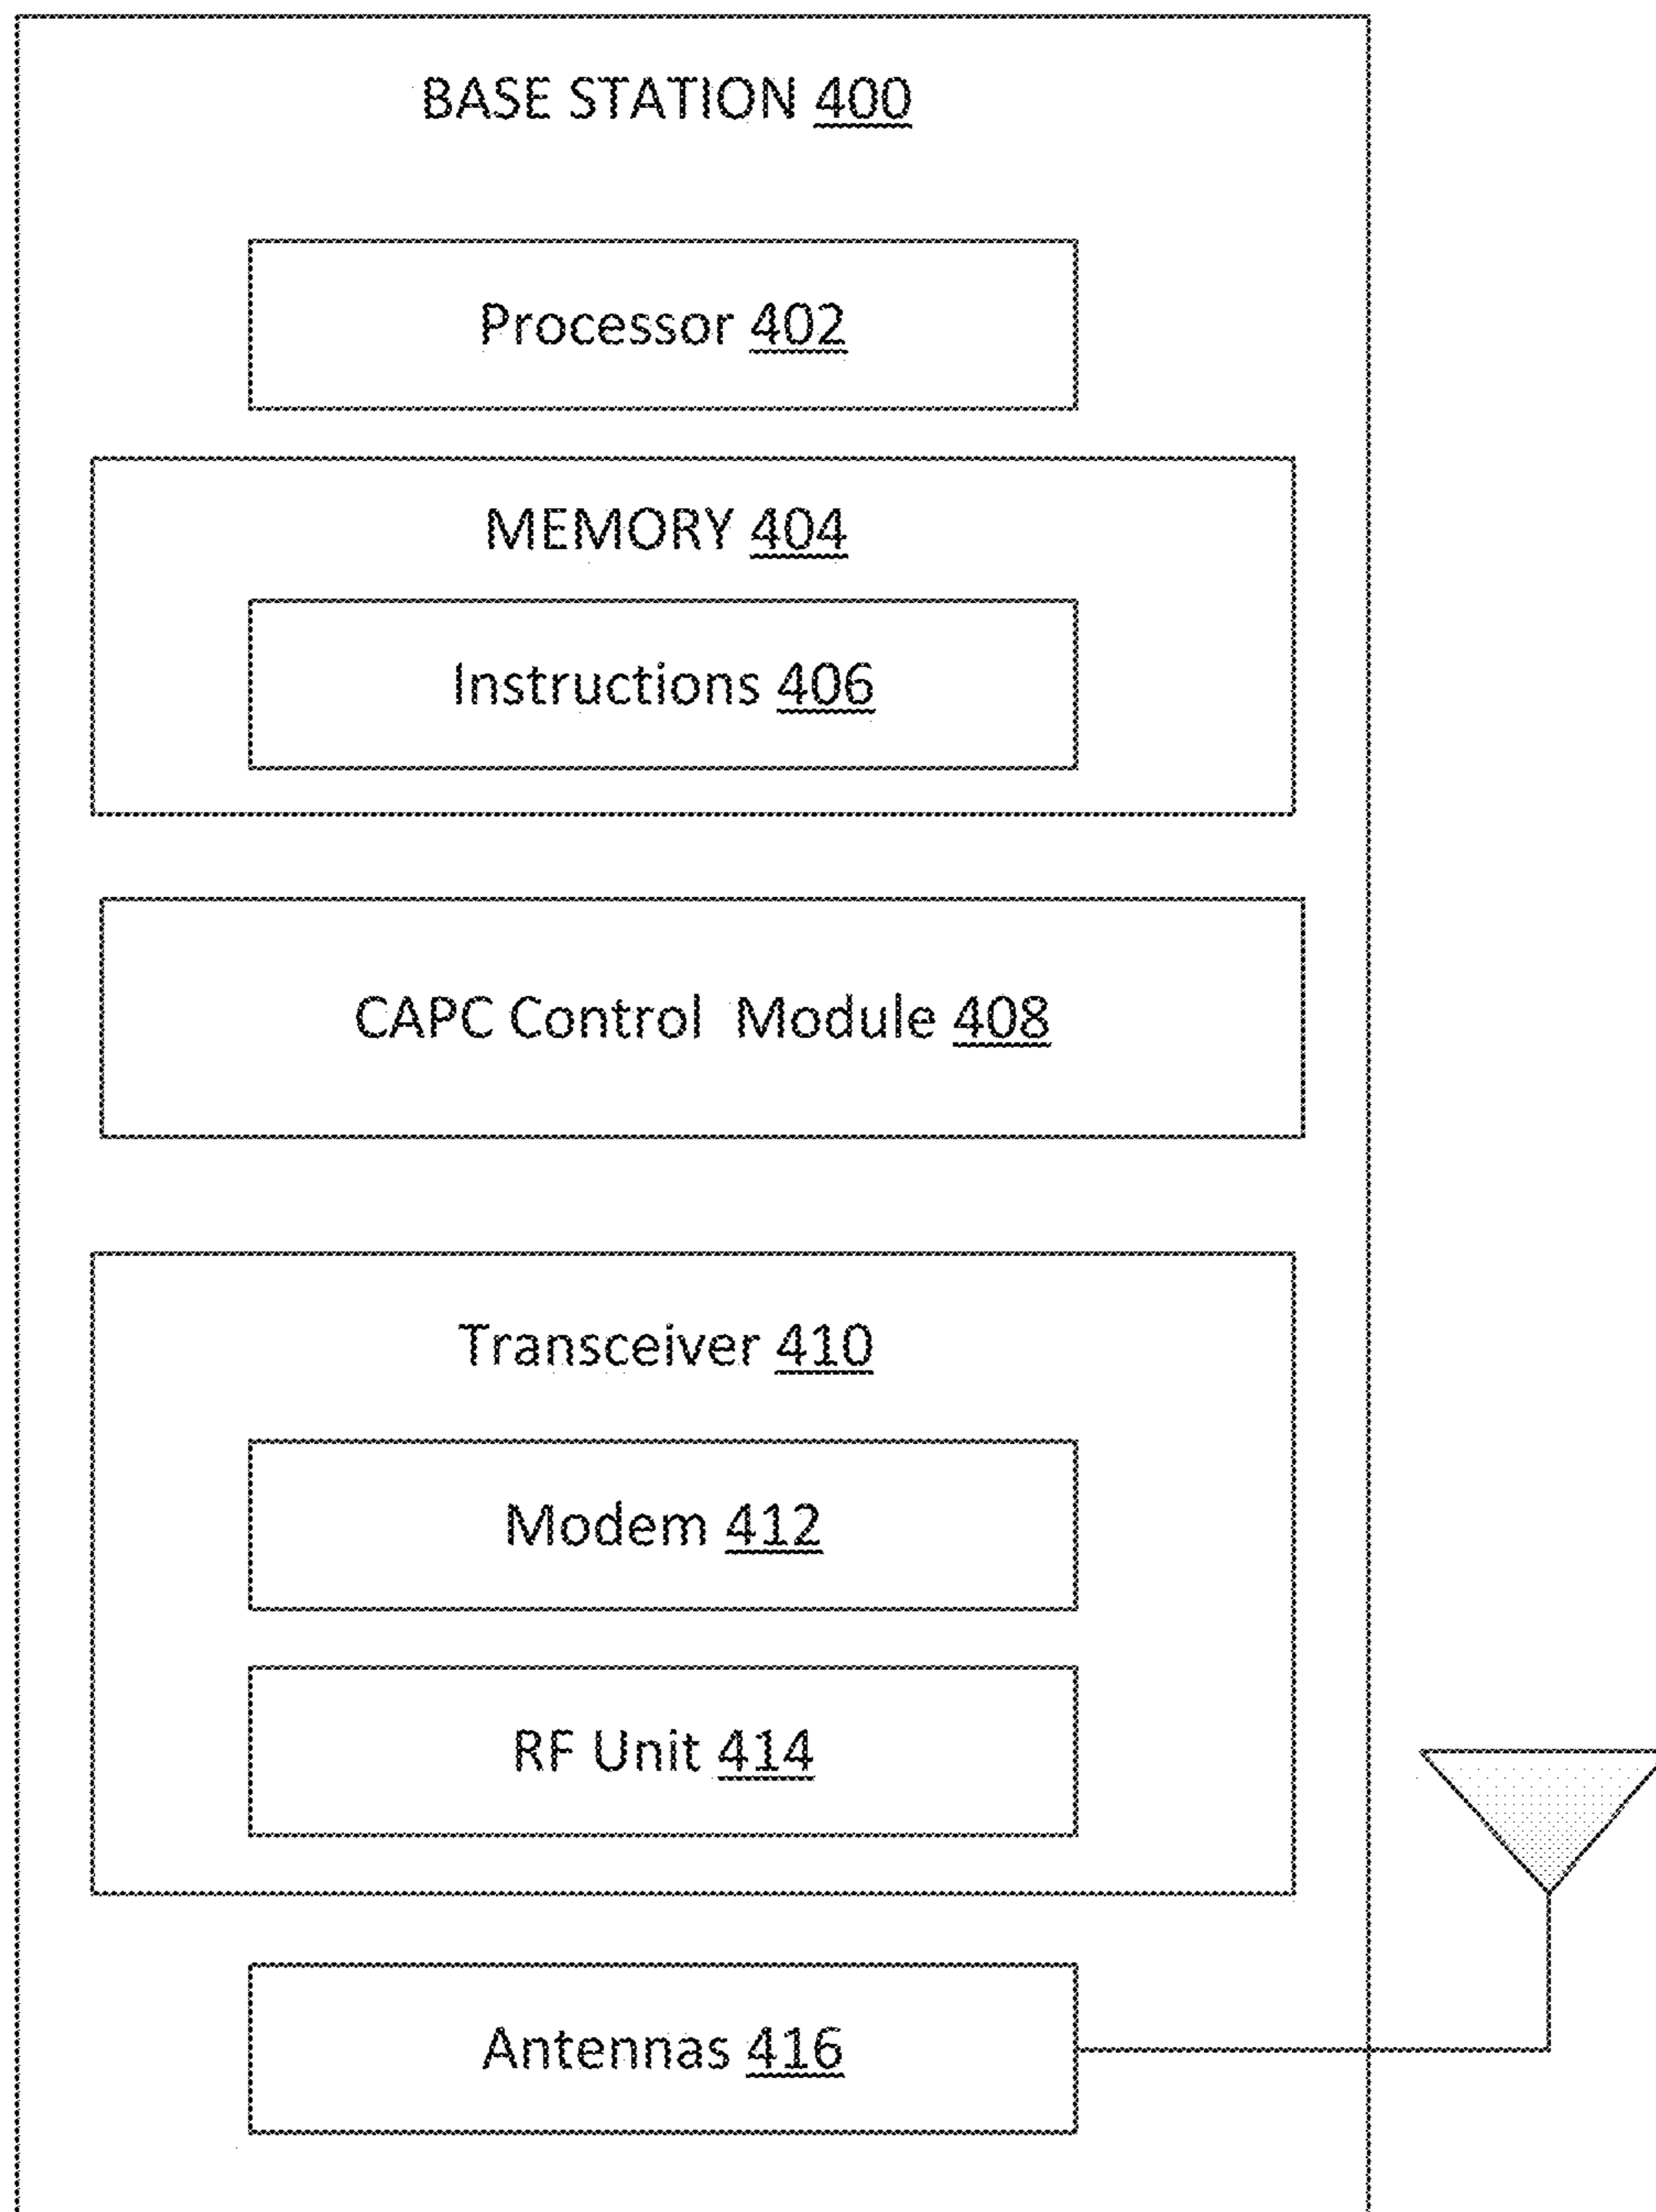 BASE STATION 400
Processor 402
MEMORY 404
Instructions 406
CAPC Control Module 408
Transceiver 410
Modem 412
RF Unit 414
Antennas 416